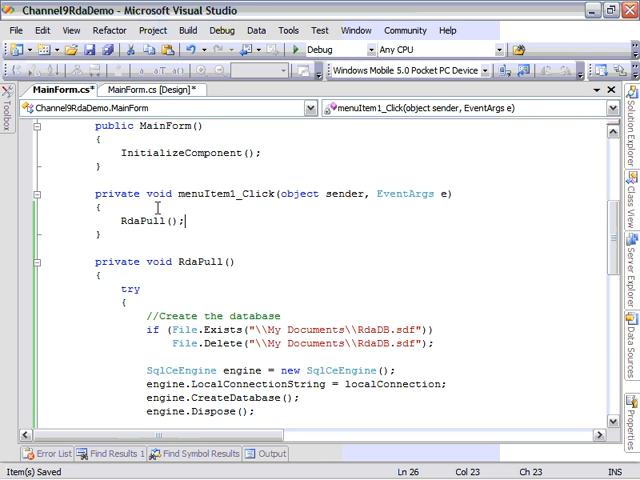 Channel9RdaDemo - Microsoft Visual Studio
File Edit View Refactor Project Build Debug Data Tools Test Window Community Help
Debug Any CPU
Windows Mobile 5.0 Pocket PC Device
MainForm.cs* MainForm.cs [Design]*
Channel9RdaDemo.MainForm menuItem1_Click(object sender, EventArgs e)
public MainForm()
{
InitializeComponent();
}
private void menuItem1_Click(object sender, EventArgs e)
{
RdaPull();
}
private void RdaPull()
{
try
{
//Create the database
if (File.Exists("\\My Documents\\RdaDB.sdf"))
File.Delete("\\My Documents\\RdaDB.sdf");
SqlCeEngine engine = new SqlCeEngine();
engine.LocalConnectionString = localConnection;
engine.CreateDatabase();
engine.Dispose();
Toolbox
Solution Explorer
Class View
Server Explorer
Data Sources
Properties
Error List Find Results 1 Find Symbol Results Output
Item(s) Saved Ln 26 Col 23 Ch 23 INS